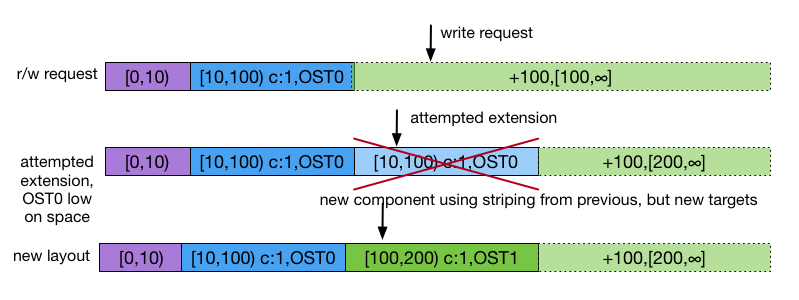 write request
r/w request
[0,10)
[10,100) c:1,OST0
+100,[100,∞]
attempted extension
attempted
extension,
OST0 low
on space
[0,10)
[10,100) c:1,OST0
[10,100) c:1,OST0
+100,[200,∞]
new component using striping from previous, but new targets
new layout
[0,10)
[10,100) c:1,OST0
[100,200) c:1,OST1
+100,[200,∞]